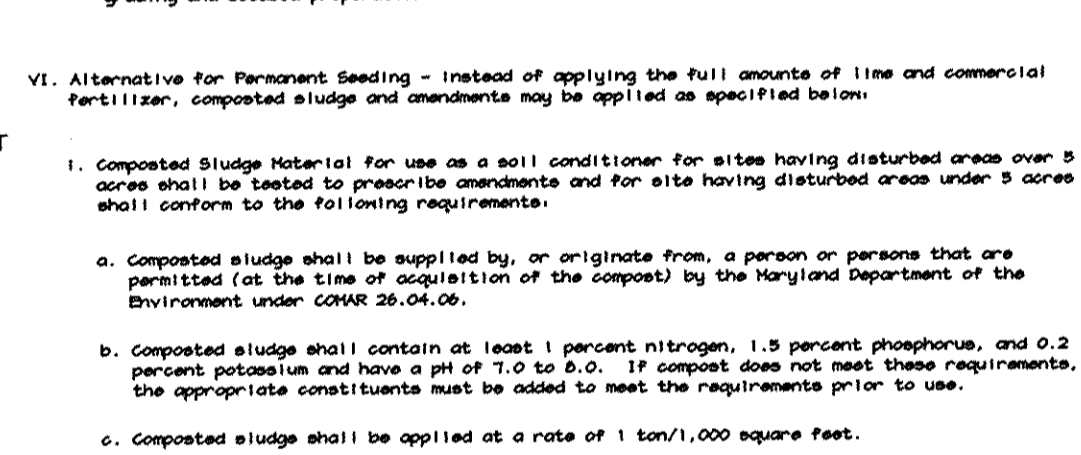 VI. Alternative for Permanent Seeding - Instead of applying the full amounts of lime and commercial
fertilizer, composted sludge and amendments may be applied as specified below:
i. Composted Sludge Material for use as a soil conditioner for sites having disturbed areas over 5
acres shall be tested to prescribe amendments and for site having disturbed areas under 5 acres
shall conform to the following requirements:
a. Composted sludge shall be supplied by, or originate from, a person or persons that are
permitted (at the time of acquisition of the compost) by the Maryland Department of the
Environment under COMAR 26.04.06.
b. Composted sludge shall contain at least 1 percent nitrogen, 1.5 percent phosphorus, and 0.2
percent potassium and have a pH of 7.0 to 8.0. If compost does not meet these requirements,
the appropriate constituents must be added to meet the requirements prior to use.
c. Composted sludge shall be applied at a rate of 1 ton/1,000 square feet.